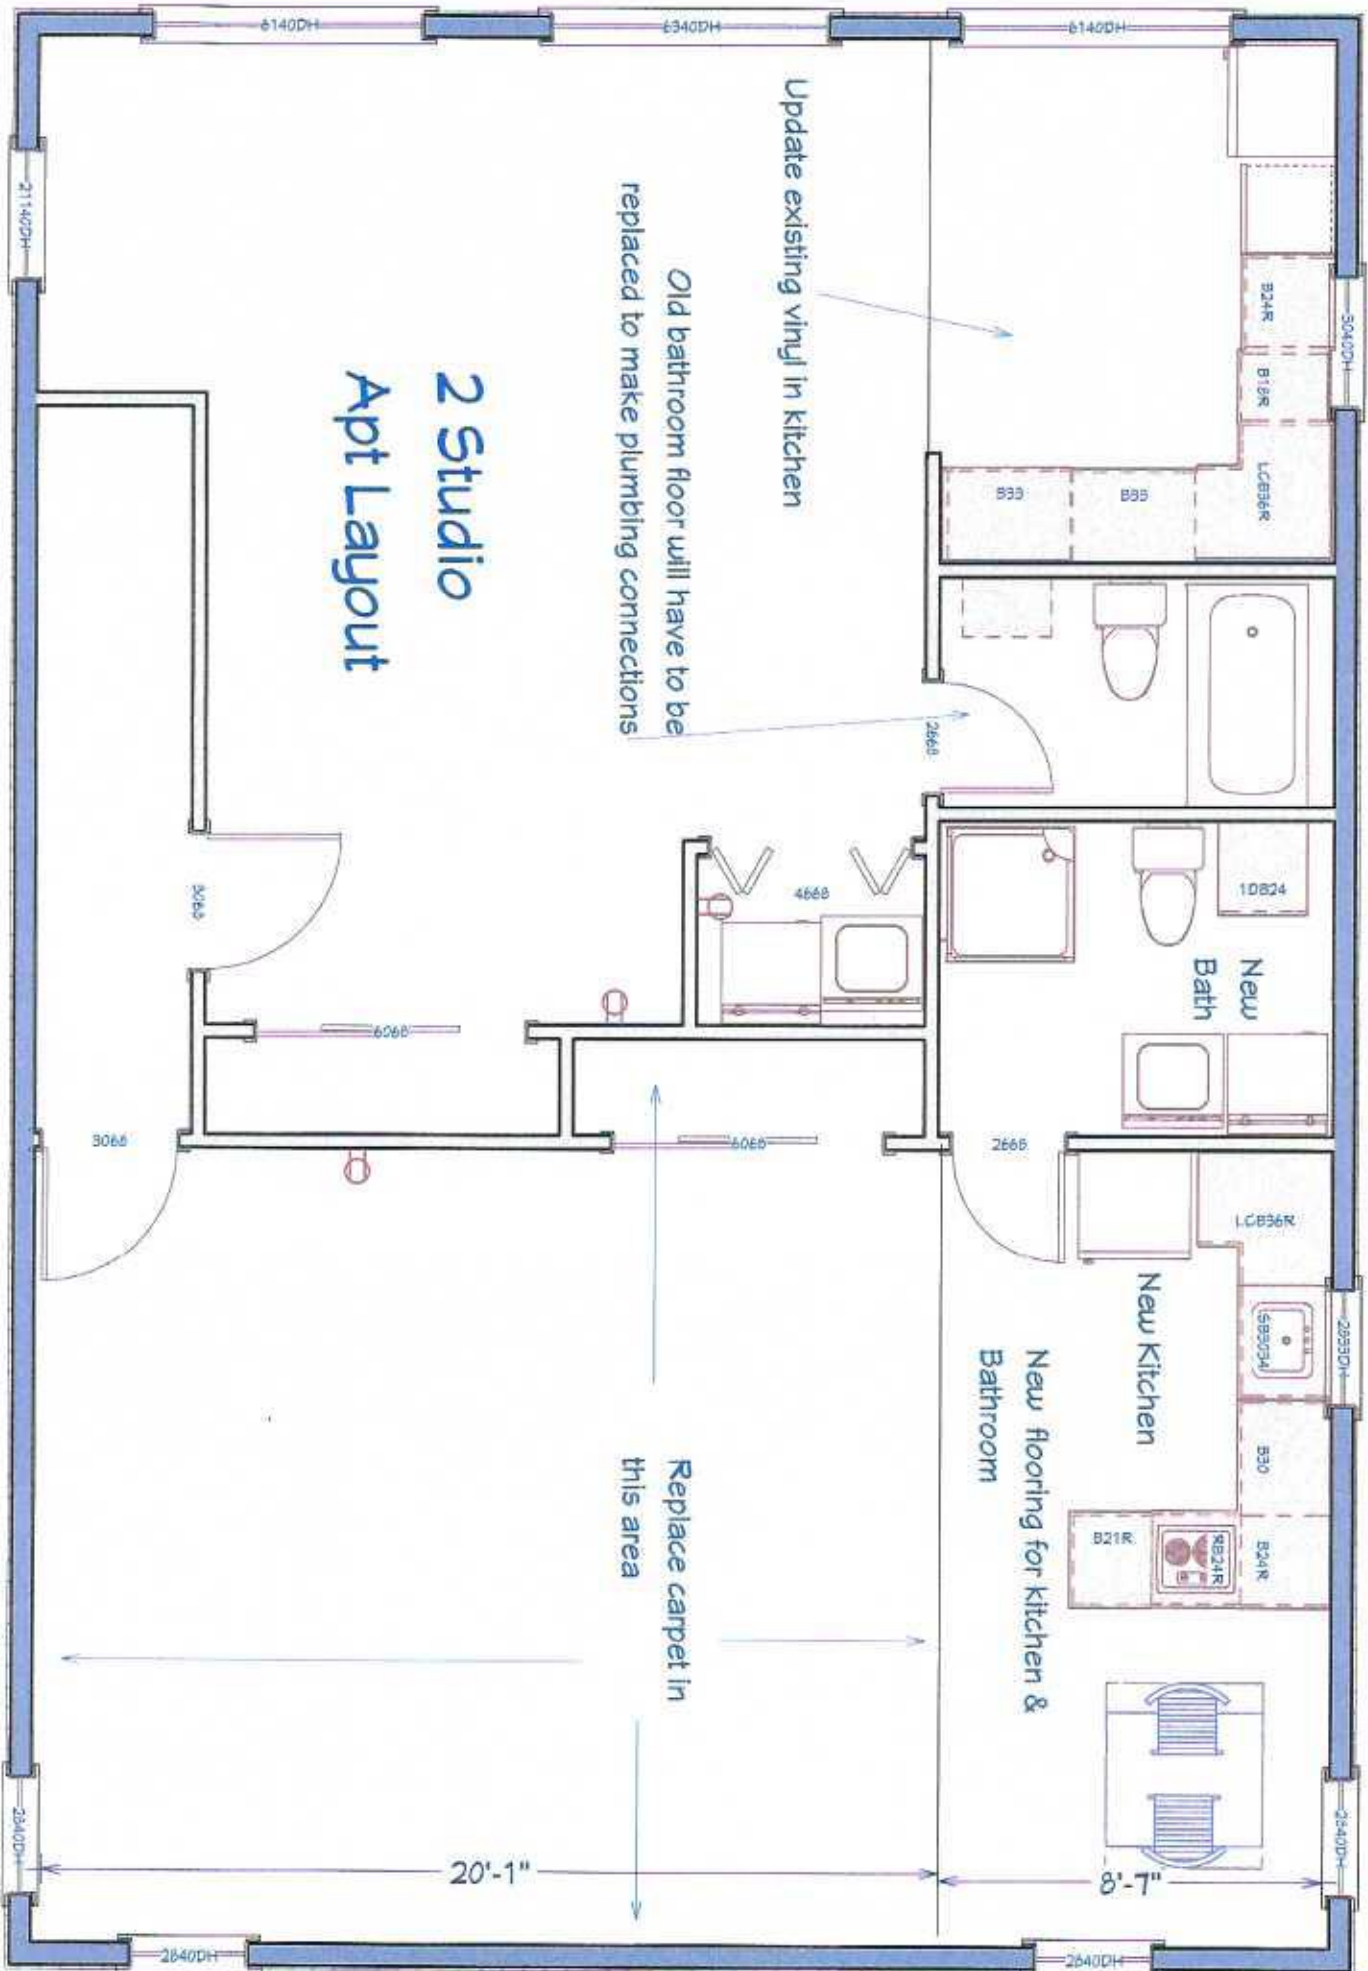 6140DH
6340DH
6140DH
21140DH
3040DH
Update existing vinyl in kitchen
Old bathroom floor will have to be
replaced to make plumbing connections
2 Studio
Apt Layout
B24R
B18R
LCB36R
B33
B33
2668
3068
4668
1DB24
New
Bath
6068
3068
6068
2668
LCB36R
2833DH
New Kitchen
B30
B24R
RB24R
B21R
New flooring for kitchen &
Bathroom
Replace carpet in
this area
20'-1"
8'-7"
2840DH
2840DH
2840DH
2840DH